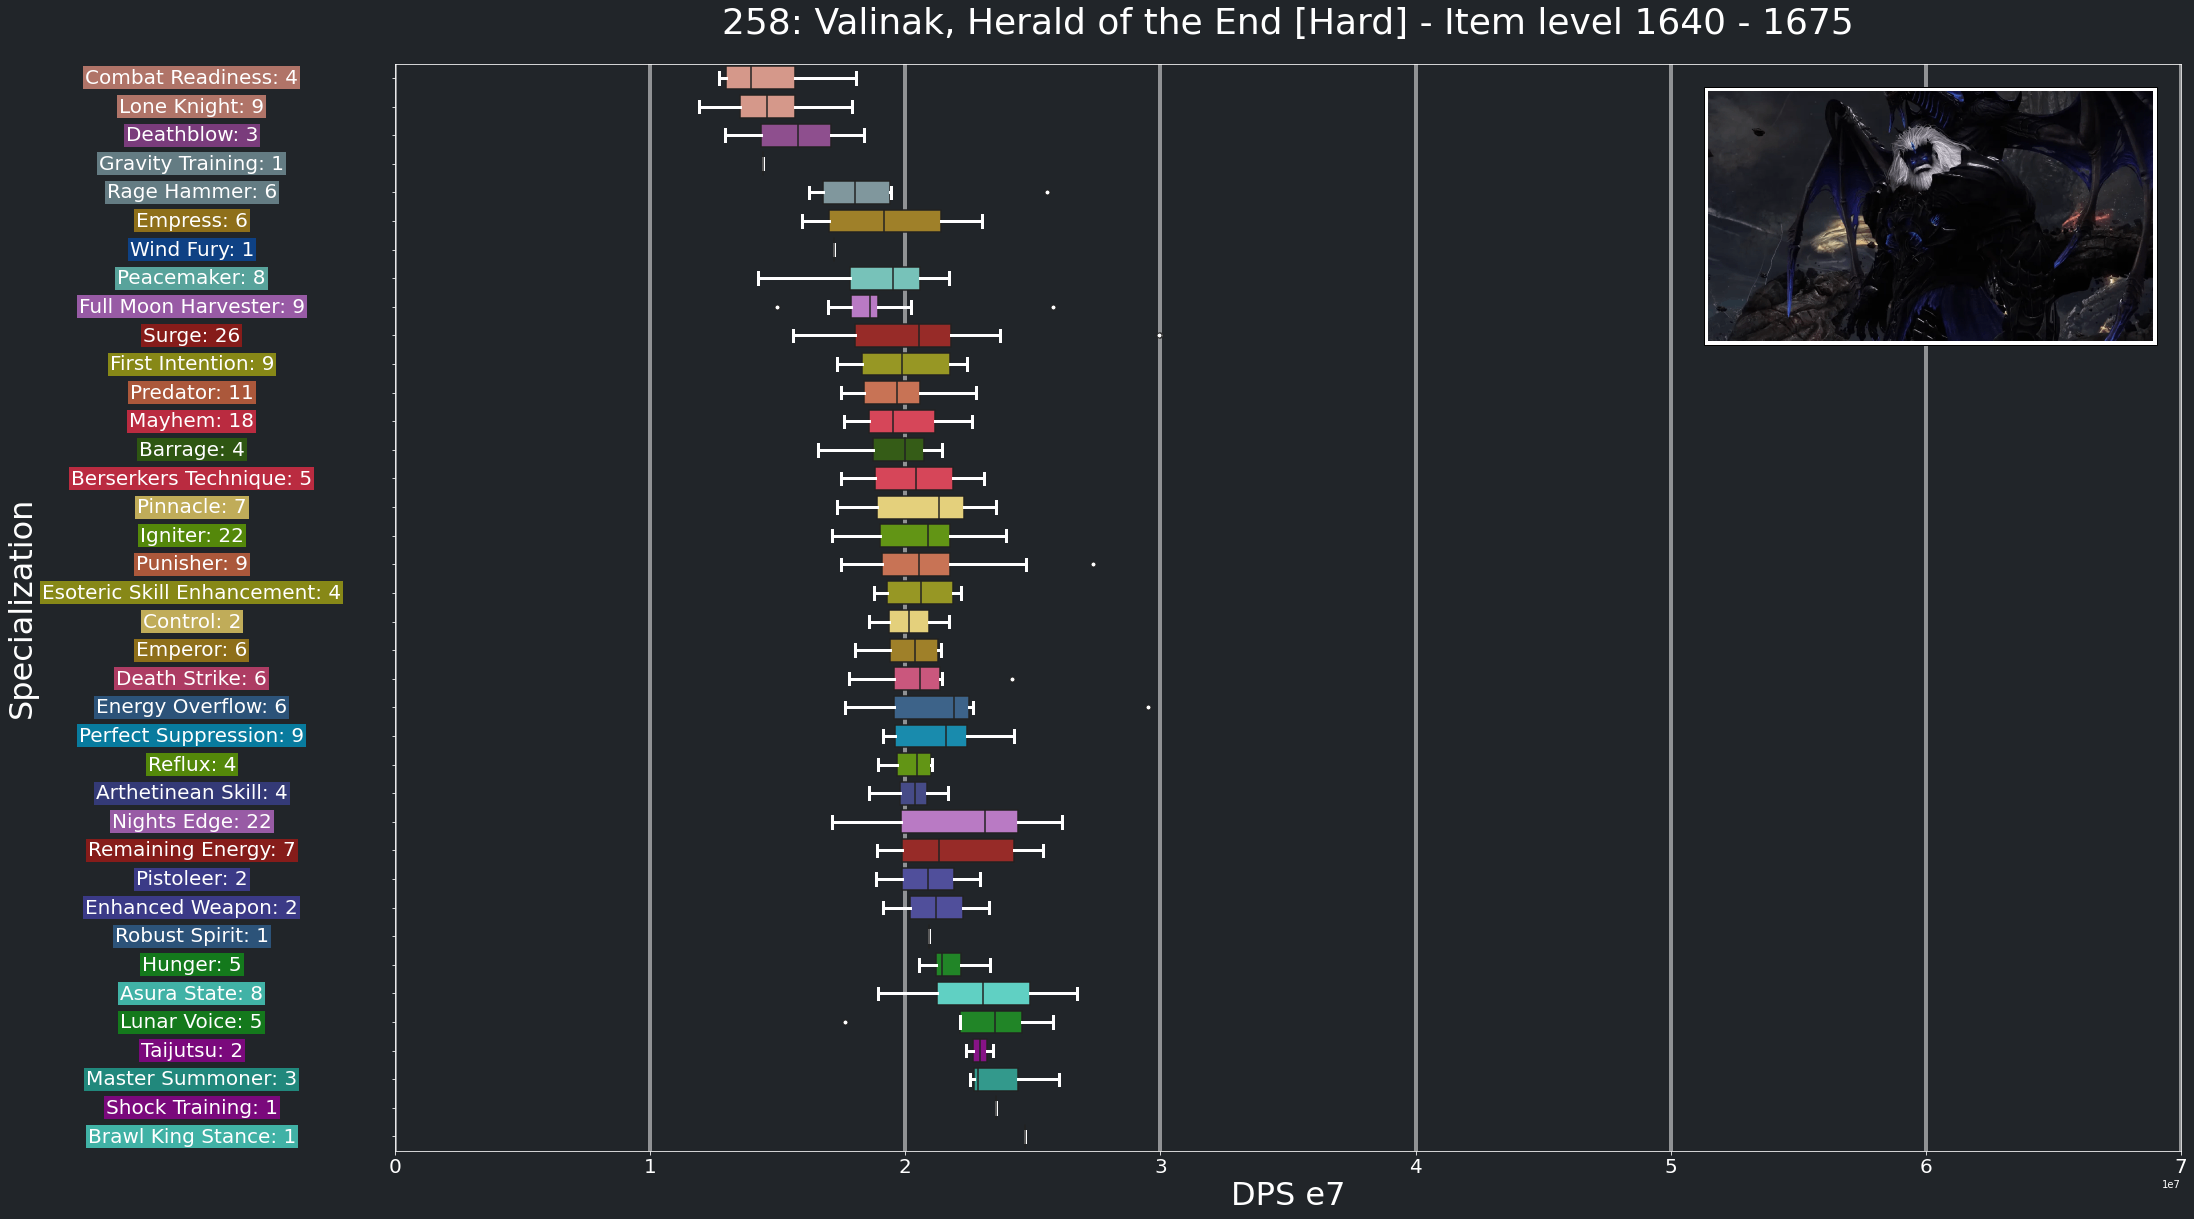 258: Valinak, Herald of the End [Hard] - Item level 1640 - 1675
Specialization
Combat Readiness: 4
Lone Knight: 9
Deathblow: 3
Gravity Training: 1
Rage Hammer: 6
Empress: 6
Wind Fury: 1
Peacemaker: 8
Full Moon Harvester: 9
Surge: 26
First Intention: 9
Predator: 11
Mayhem: 18
Barrage: 4
Berserkers Technique: 5
Pinnacle: 7
Igniter: 22
Punisher: 9
Esoteric Skill Enhancement: 4
Control: 2
Emperor: 6
Death Strike: 6
Energy Overflow: 6
Perfect Suppression: 9
Reflux: 4
Arthetinean Skill: 4
Nights Edge: 22
Remaining Energy: 7
Pistoleer: 2
Enhanced Weapon: 2
Robust Spirit: 1
Hunger: 5
Asura State: 8
Lunar Voice: 5
Taijutsu: 2
Master Summoner: 3
Shock Training: 1
Brawl King Stance: 1
0 1 2 3 4 5 6 7
1e7
DPS e7